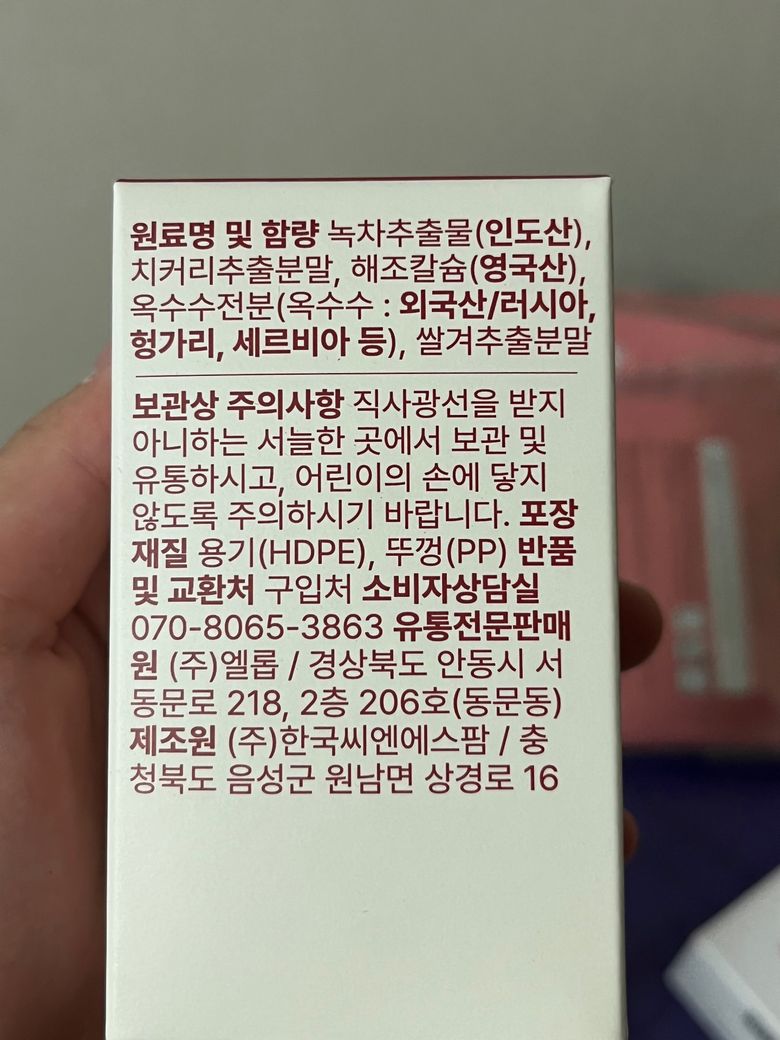 원료명 및 함량 녹차추출물(인도산),
치커리추출분말, 해조칼슘(영국산),
옥수수전분(옥수수 : 외국산/러시아,
헝가리, 세르비아 등), 쌀겨추출분말
보관상 주의사항 직사광선을 받지
아니하는 서늘한 곳에서 보관 및
유통하시고, 어린이의 손에 닿지
않도록 주의하시기 바랍니다. 포장
재질 용기(HDPE), 뚜껑(PP) 반품
및 교환처 구입처 소비자상담실
070-8065-3863 유통전문판매
원 (주)엘롭 / 경상북도 안동시 서
동문로 218, 2층 206호(동문동)
제조원 (주)한국씨엔에스팜 / 충
청북도 음성군 원남면 상경로 16